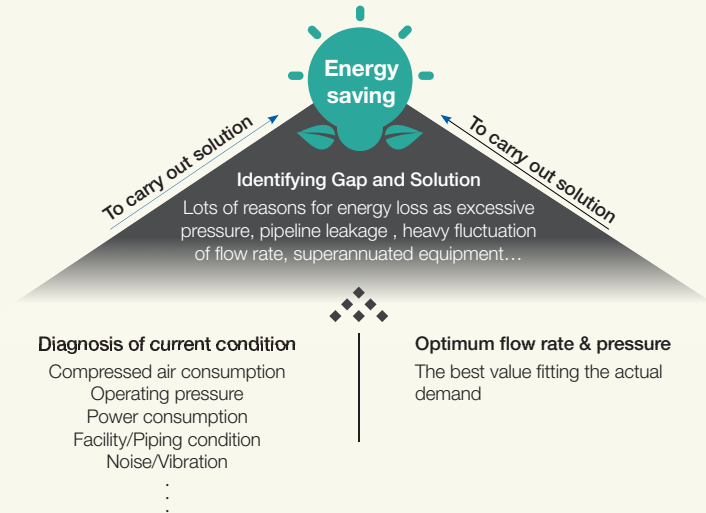 Energy
saving
To carry out solution
To carry out solution
Identifying Gap and Solution
Lots of reasons for energy loss as excessive
pressure, pipeline leakage , heavy fluctuation
of flow rate, superannuated equipment...
Diagnosis of current condition
Compressed air consumption
Operating pressure
Power consumption
Facility/Piping condition
Noise/Vibration
.
.
.
Optimum flow rate & pressure
The best value fitting the actual
demand